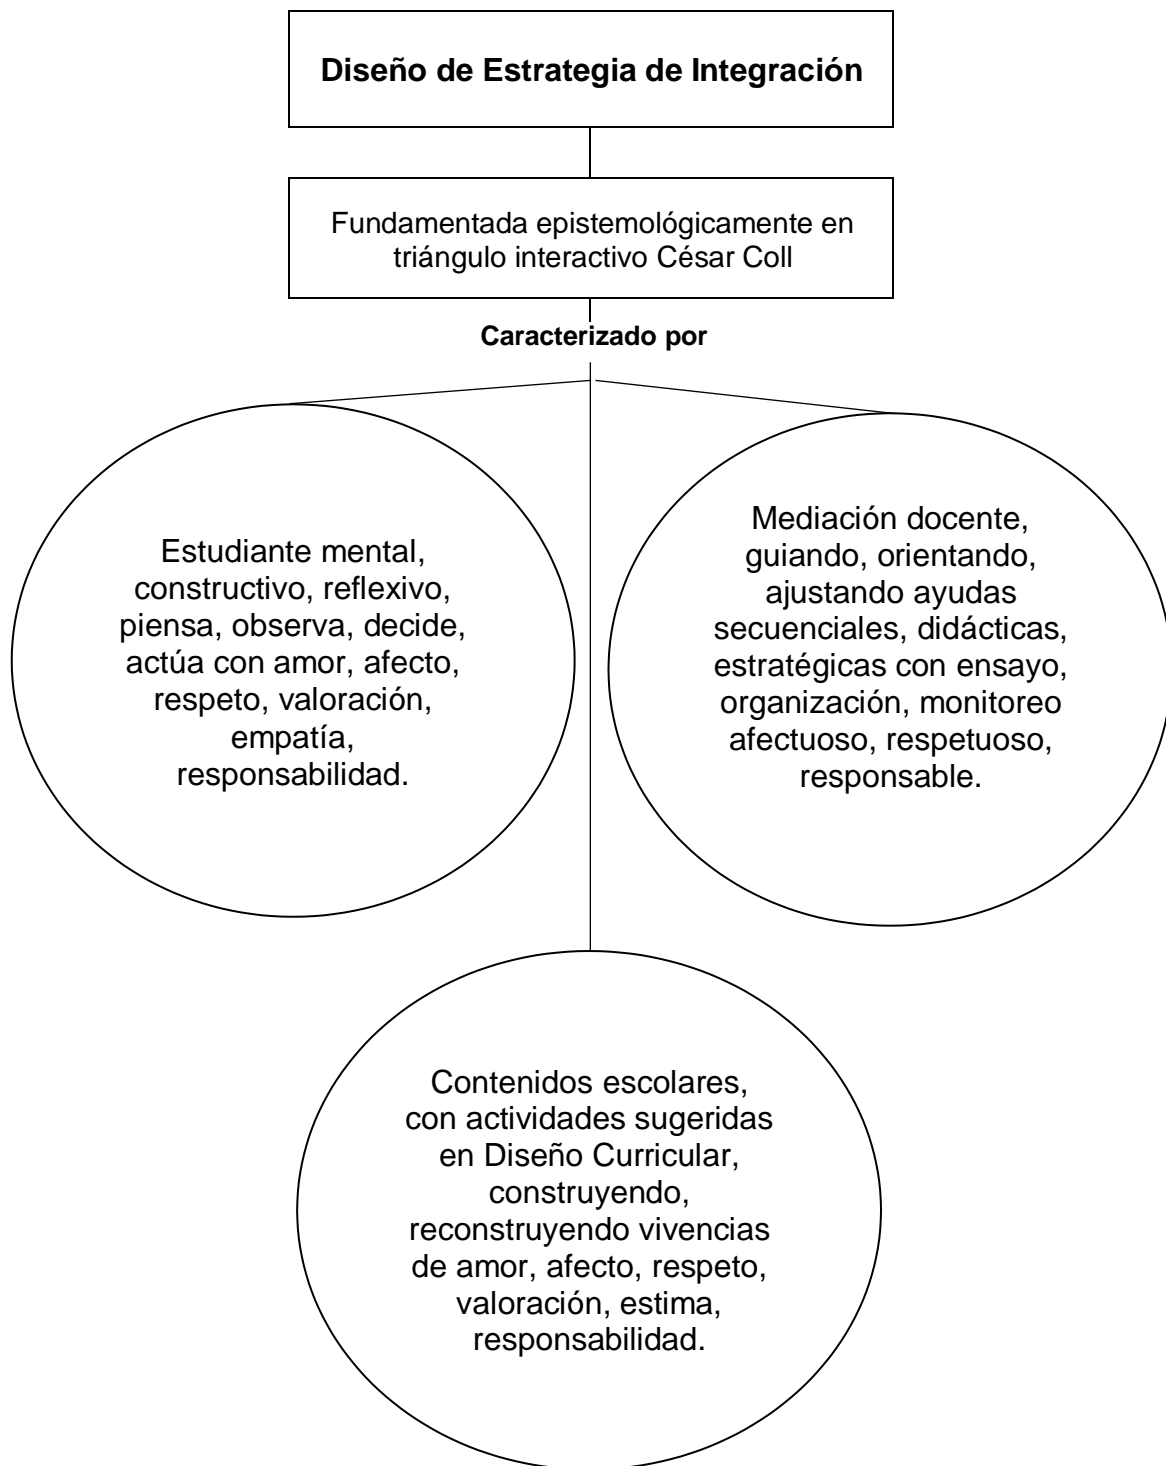 Diseño de Estrategia de Integración
Fundamentada epistemológicamente en
triángulo interactivo César Coll
Caracterizado por
Estudiante mental,
constructivo, reflexivo,
piensa, observa, decide,
actúa con amor, afecto,
respeto, valoración,
empatía,
responsabilidad.
Mediación docente,
guiando, orientando,
ajustando ayudas
secuenciales, didácticas,
estratégicas con ensayo,
organización, monitoreo
afectuoso, respetuoso,
responsable.
Contenidos escolares,
con actividades sugeridas
en Diseño Curricular,
construyendo,
reconstruyendo vivencias
de amor, afecto, respeto,
valoración, estima,
responsabilidad.